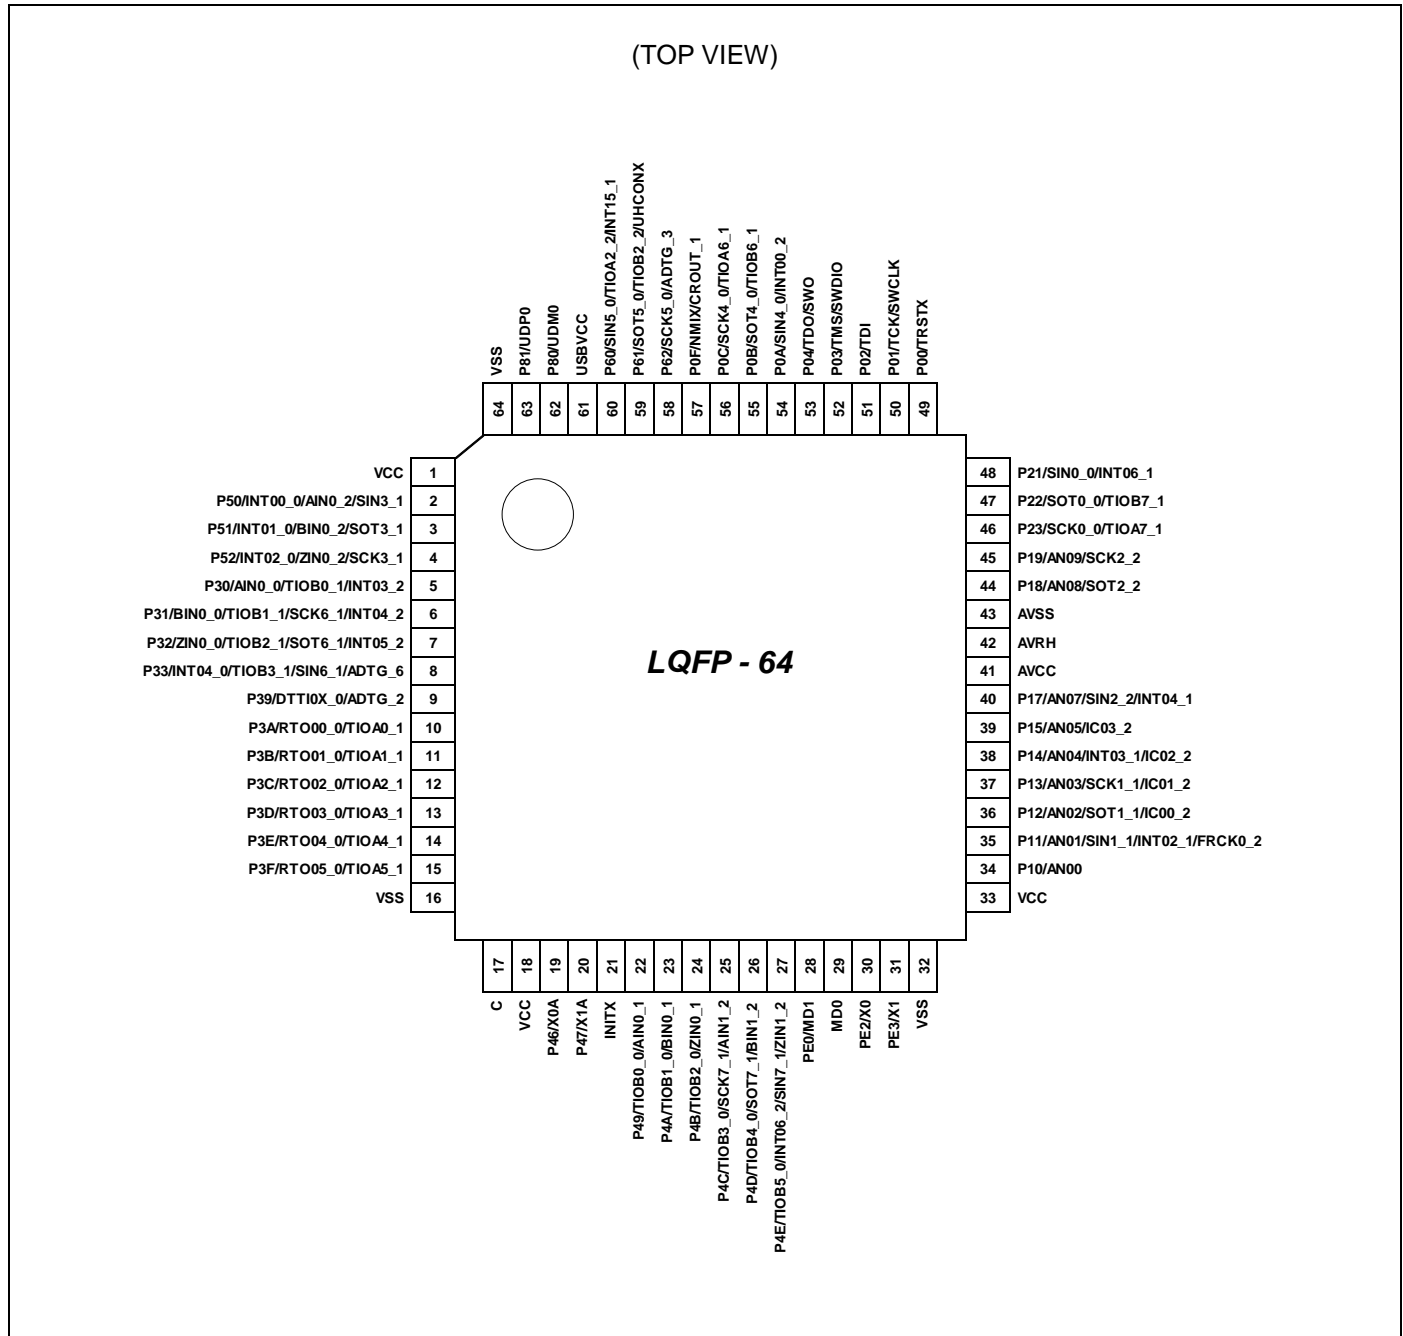 (TOP VIEW)
VSS
P81/UDP0
P80/UDM0
USBVCC
P60/SIN5_0/TIOA2_2/INT15_1
P61/SOT5_0/TIOB2_2/UHCONX
P62/SCK5_0/ADTG_3
P0F/NMIX/CROUT_1
P0C/SCK4_0/TIOA6_1
P0B/SOT4_0/TIOB6_1
P0A/SIN4_0/INT00_2
P04/TDO/SWO
P03/TMS/SWDIO
P02/TDI
P01/TCK/SWCLK
P00/TRSTX
64 63 62 61 60 59 58 57 56 55 54 53 52 51 50 49
VCC 1
P50/INT00_0/AIN0_2/SIN3_1 2
P51/INT01_0/BIN0_2/SOT3_1 3
P52/INT02_0/ZIN0_2/SCK3_1 4
P30/AIN0_0/TIOB0_1/INT03_2 5
P31/BIN0_0/TIOB1_1/SCK6_1/INT04_2 6
P32/ZIN0_0/TIOB2_1/SOT6_1/INT05_2 7
P33/INT04_0/TIOB3_1/SIN6_1/ADTG_6 8
P39/DTTI0X_0/ADTG_2 9
P3A/RTO00_0/TIOA0_1 10
P3B/RTO01_0/TIOA1_1 11
P3C/RTO02_0/TIOA2_1 12
P3D/RTO03_0/TIOA3_1 13
P3E/RTO04_0/TIOA4_1 14
P3F/RTO05_0/TIOA5_1 15
VSS 16
LQFP - 64
48 P21/SIN0_0/INT06_1
47 P22/SOT0_0/TIOB7_1
46 P23/SCK0_0/TIOA7_1
45 P19/AN09/SCK2_2
44 P18/AN08/SOT2_2
43 AVSS
42 AVRH
41 AVCC
40 P17/AN07/SIN2_2/INT04_1
39 P15/AN05/IC03_2
38 P14/AN04/INT03_1/IC02_2
37 P13/AN03/SCK1_1/IC01_2
36 P12/AN02/SOT1_1/IC00_2
35 P11/AN01/SIN1_1/INT02_1/FRCK0_2
34 P10/AN00
33 VCC
17 18 19 20 21 22 23 24 25 26 27 28 29 30 31 32
C
VCC
P46/X0A
P47/X1A
INITX
P49/TIOB0_0/AIN0_1
P4A/TIOB1_0/BIN0_1
P4B/TIOB2_0/ZIN0_1
P4C/TIOB3_0/SCK7_1/AIN1_2
P4D/TIOB4_0/SOT7_1/BIN1_2
P4E/TIOB5_0/INT06_2/SIN7_1/ZIN1_2
PE0/MD1
MD0
PE2/X0
PE3/X1
VSS